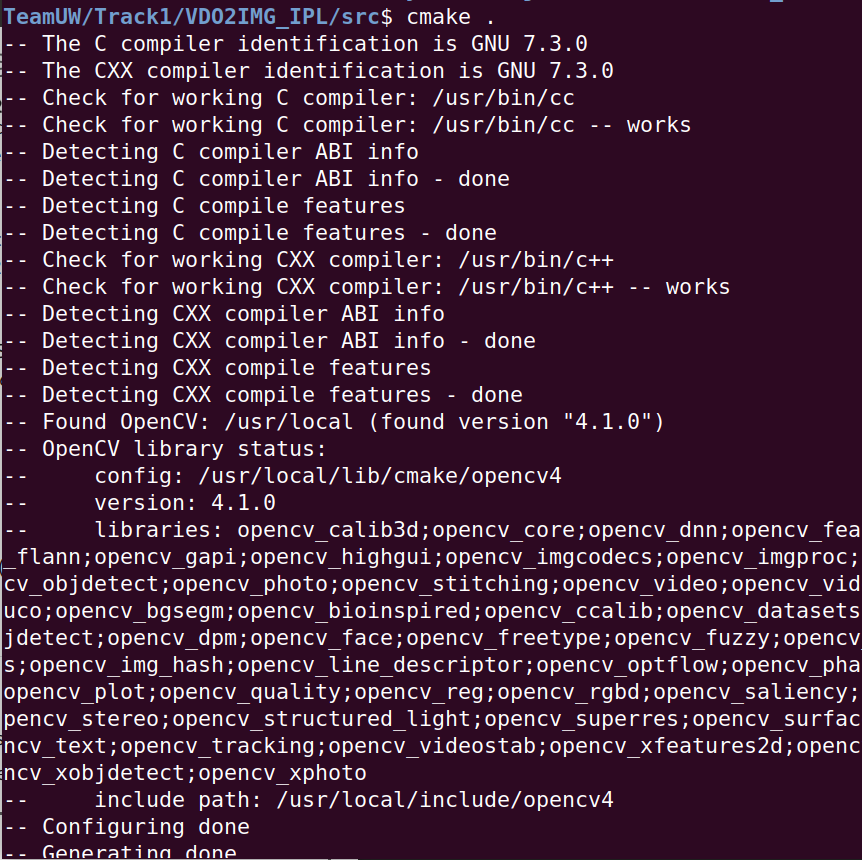 TeamUW/Track1/VDO2IMG_IPL/src$ cmake .
-- The C compiler identification is GNU 7.3.0
-- The CXX compiler identification is GNU 7.3.0
-- Check for working C compiler: /usr/bin/cc
-- Check for working C compiler: /usr/bin/cc -- works
-- Detecting C compiler ABI info
-- Detecting C compiler ABI info - done
-- Detecting C compile features
-- Detecting C compile features - done
-- Check for working CXX compiler: /usr/bin/c++
-- Check for working CXX compiler: /usr/bin/c++ -- works
-- Detecting CXX compiler ABI info
-- Detecting CXX compiler ABI info - done
-- Detecting CXX compile features
-- Detecting CXX compile features - done
-- Found OpenCV: /usr/local (found version "4.1.0")
-- OpenCV library status:
--     config: /usr/local/lib/cmake/opencv4
--     version: 4.1.0
--     libraries: opencv_calib3d;opencv_core;opencv_dnn;opencv_fea
_flann;opencv_gapi;opencv_highgui;opencv_imgcodecs;opencv_imgproc;
cv_objdetect;opencv_photo;opencv_stitching;opencv_video;opencv_vid
uco;opencv_bgsegm;opencv_bioinspired;opencv_ccalib;opencv_datasets
jdetect;opencv_dpm;opencv_face;opencv_freetype;opencv_fuzzy;opencv
s;opencv_img_hash;opencv_line_descriptor;opencv_optflow;opencv_pha
opencv_plot;opencv_quality;opencv_reg;opencv_rgbd;opencv_saliency;
pencv_stereo;opencv_structured_light;opencv_superres;opencv_surfac
ncv_text;opencv_tracking;opencv_videostab;opencv_xfeatures2d;openc
ncv_xobjdetect;opencv_xphoto
--     include path: /usr/local/include/opencv4
-- Configuring done
-- Generating done